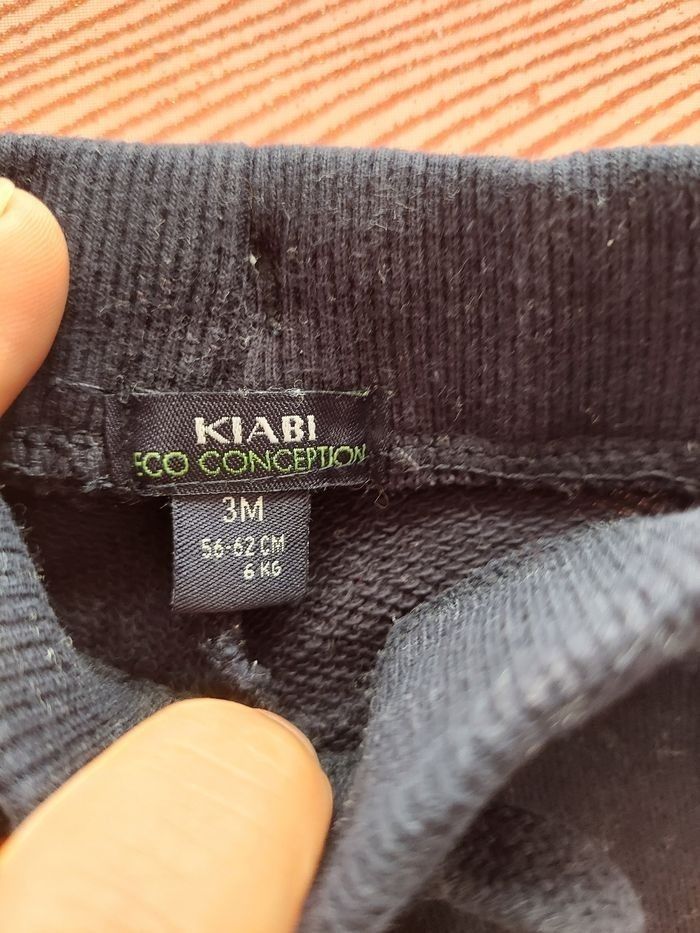 KIABI
ECO CONCEPTION
3M
56-62 CM
6 KG